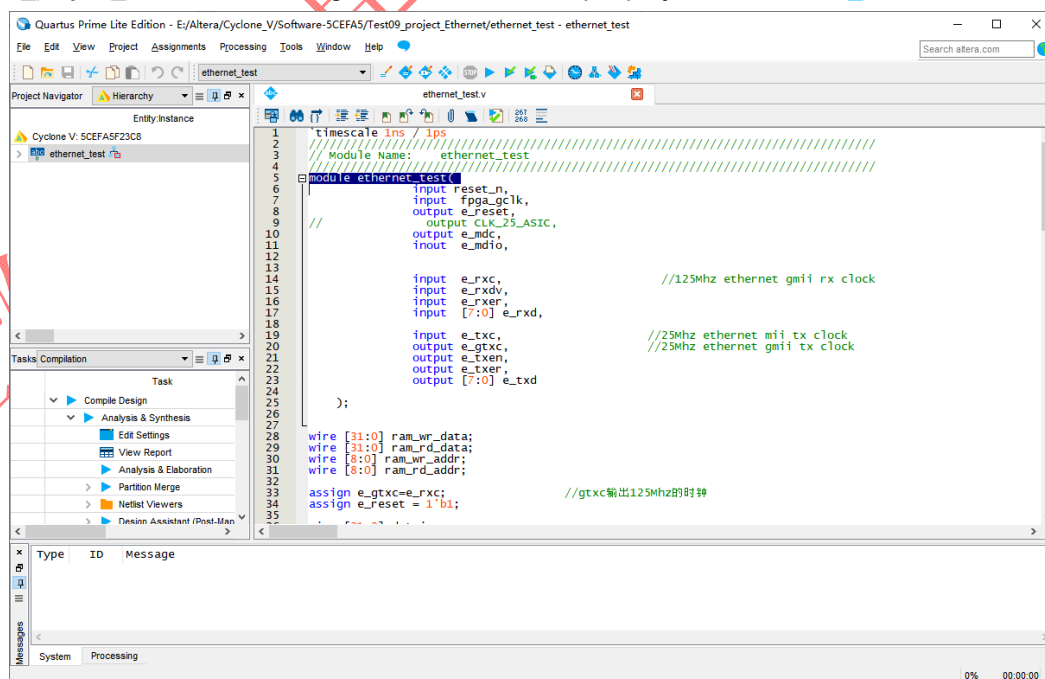 Quartus Prime Lite Edition - E:/Altera/Cyclone_V/Software-5CEFA5/Test09_project_Ethernet/ethernet_test - ethernet_test
File Edit View Project Assignments Processing Tools Window Help
Search altera.com
ethernet_test
Project Navigator Hierarchy
ethernet_test.v
Entity:Instance
Cyclone V: 5CEFA5F23C8
ethernet_test
267
268
1 `timescale 1ns / 1ps
2 //////////////////////////////////////////////////////////////////////////////////
3 // Module Name: ethernet_test
4 //////////////////////////////////////////////////////////////////////////////////
5 module ethernet_test(
6 input reset_n,
7 input fpga_gclk,
8 output e_reset,
9 // output CLK_25_ASIC,
10 output e_mdc,
11 inout e_mdio,
12
13
14 input e_rxc, //125Mhz ethernet gmii rx clock
15 input e_rxdv,
16 input e_rxer,
17 input [7:0] e_rxd,
18
19 input e_txc, //25Mhz ethernet mii tx clock
20 output e_gtxc, //25Mhz ethernet gmii tx clock
21 output e_txen,
22 output e_txer,
23 output [7:0] e_txd
24
25 );
26
27
28 wire [31:0] ram_wr_data;
29 wire [31:0] ram_rd_data;
30 wire [8:0] ram_wr_addr;
31 wire [8:0] ram_rd_addr;
32
33 assign e_gtxc=e_rxc; //gtxc输出125Mhz的时钟
34 assign e_reset = 1'b1;
35
Tasks Compilation
Task
Compile Design
Analysis & Synthesis
Edit Settings
View Report
Analysis & Elaboration
Partition Merge
Netlist Viewers
Design Assistant (Post-Map
Type ID Message
Messages
System Processing
0% 00:00:00